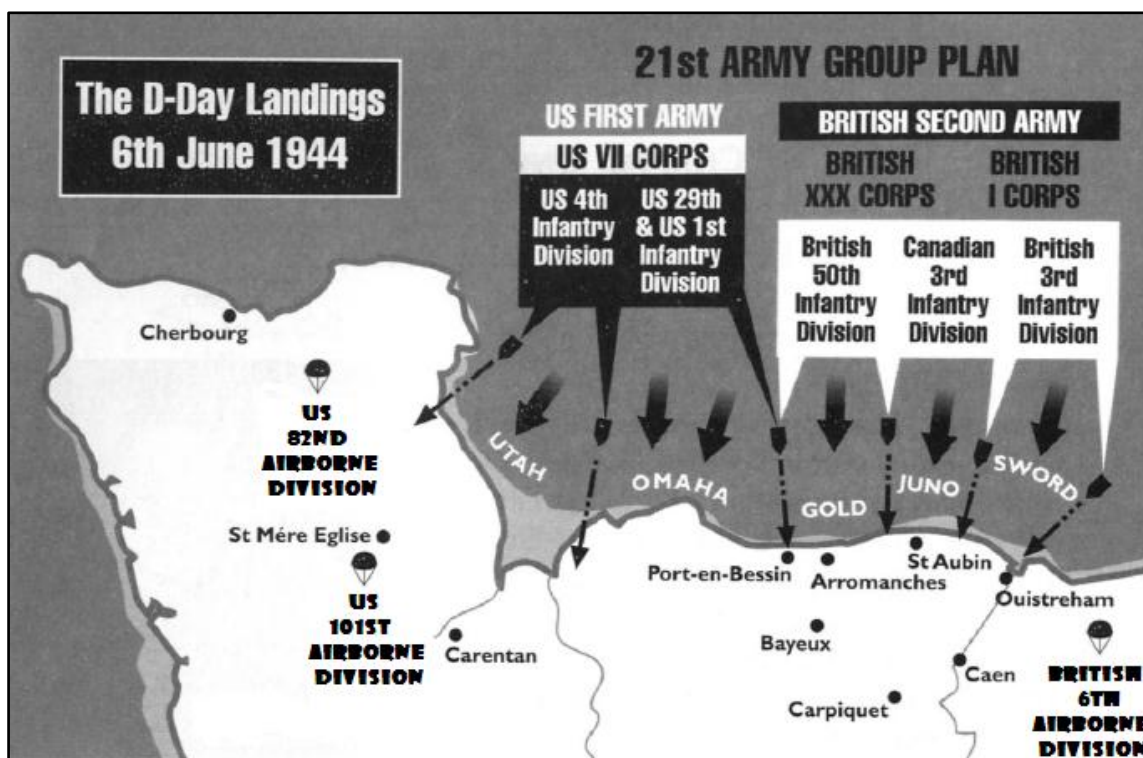 The D-Day Landings
6th June 1944
21st ARMY GROUP PLAN
US FIRST ARMY
US VII CORPS
US 4th
Infantry
Division
US 29th
& US 1st
Infantry
Division
BRITISH SECOND ARMY
BRITISH
XXX CORPS
BRITISH
I CORPS
British
50th
Infantry
Division
Canadian
3rd
Infantry
Division
British
3rd
Infantry
Division
Cherbourg
US
82ND
AIRBORNE
DIVISION
UTAH
OMAHA
GOLD
JUNO
SWORD
St Mére Eglise
US
101ST
AIRBORNE
DIVISION
Carentan
Port-en-Bessin
Arromanches
St Aubin
Ouistreham
Bayeux
Caen
Carpiquet
BRITISH
6TH
AIRBORNE
DIVISION